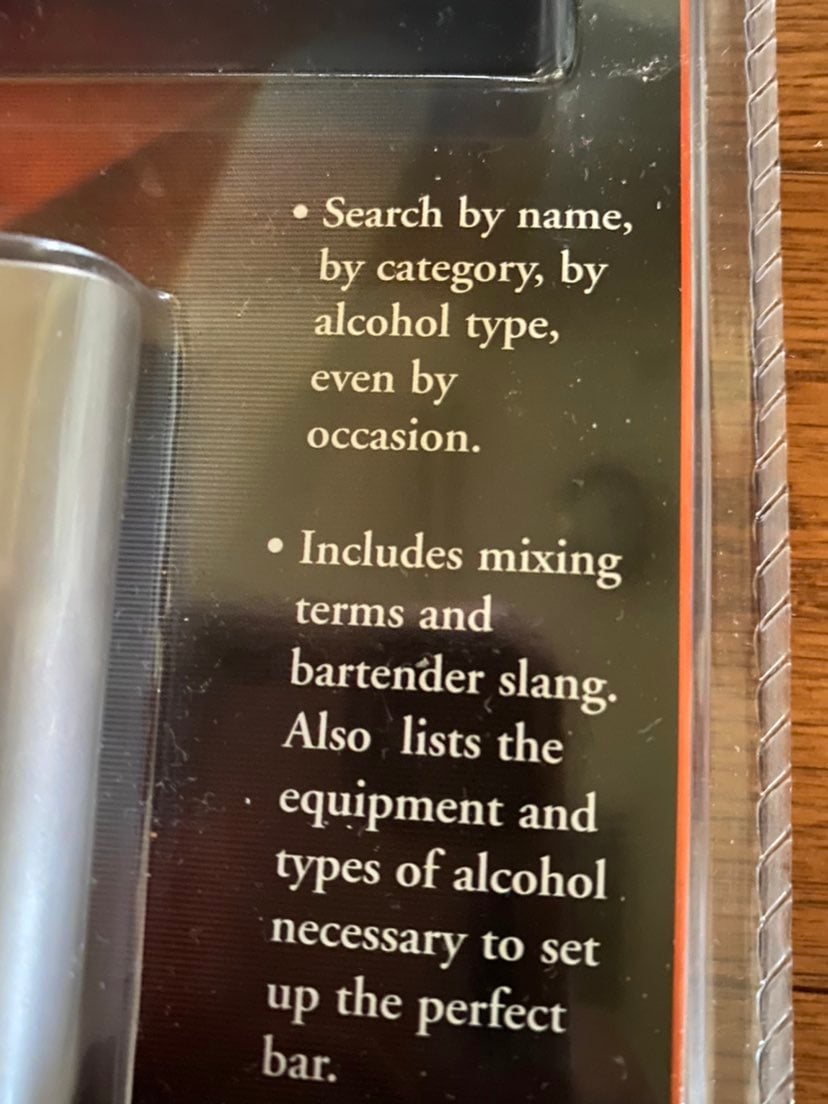 • Search by name,
by category, by
alcohol type,
even by
occasion.
• Includes mixing
terms and
bartender slang.
Also lists the
equipment and
types of alcohol
necessary to set
up the perfect
bar.